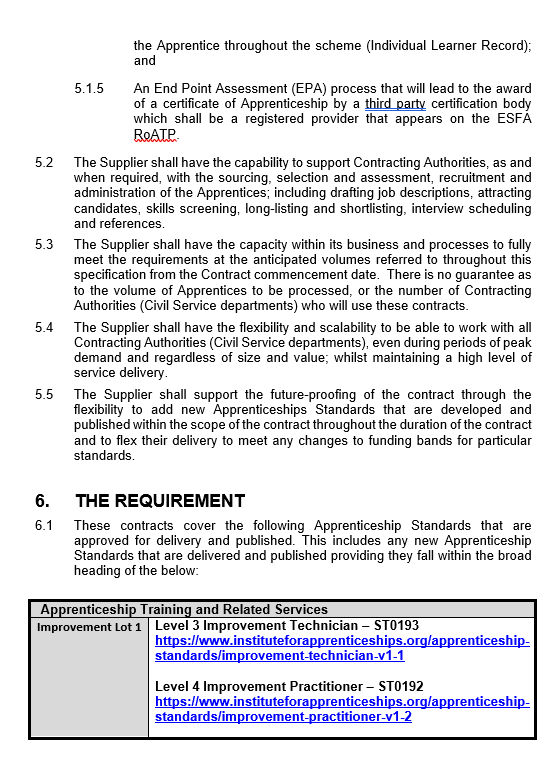 the Apprentice throughout the scheme (Individual Learner Record);
and
5.1.5 An End Point Assessment (EPA) process that will lead to the award
of a certificate of Apprenticeship by a third party certification body
which shall be a registered provider that appears on the ESFA
RoATP.
5.2 The Supplier shall have the capability to support Contracting Authorities, as and
when required, with the sourcing, selection and assessment, recruitment and
administration of the Apprentices; including drafting job descriptions, attracting
candidates, skills screening, long-listing and shortlisting, interview scheduling
and references.
5.3 The Supplier shall have the capacity within its business and processes to fully
meet the requirements at the anticipated volumes referred to throughout this
specification from the Contract commencement date. There is no guarantee as
to the volume of Apprentices to be processed, or the number of Contracting
Authorities (Civil Service departments) who will use these contracts.
5.4 The Supplier shall have the flexibility and scalability to be able to work with all
Contracting Authorities (Civil Service departments), even during periods of peak
demand and regardless of size and value; whilst maintaining a high level of
service delivery.
5.5 The Supplier shall support the future-proofing of the contract through the
flexibility to add new Apprenticeships Standards that are developed and
published within the scope of the contract throughout the duration of the contract
and to flex their delivery to meet any changes to funding bands for particular
standards.
6. THE REQUIREMENT
6.1 These contracts cover the following Apprenticeship Standards that are
approved for delivery and published. This includes any new Apprenticeship
Standards that are delivered and published providing they fall within the broad
heading of the below:
Apprenticeship Training and Related Services
Improvement Lot 1 Level 3 Improvement Technician – ST0193
https://www.instituteforapprenticeships.org/apprenticeship-
standards/improvement-technician-v1-1
Level 4 Improvement Practitioner – ST0192
https://www.instituteforapprenticeships.org/apprenticeship-
standards/improvement-practitioner-v1-2